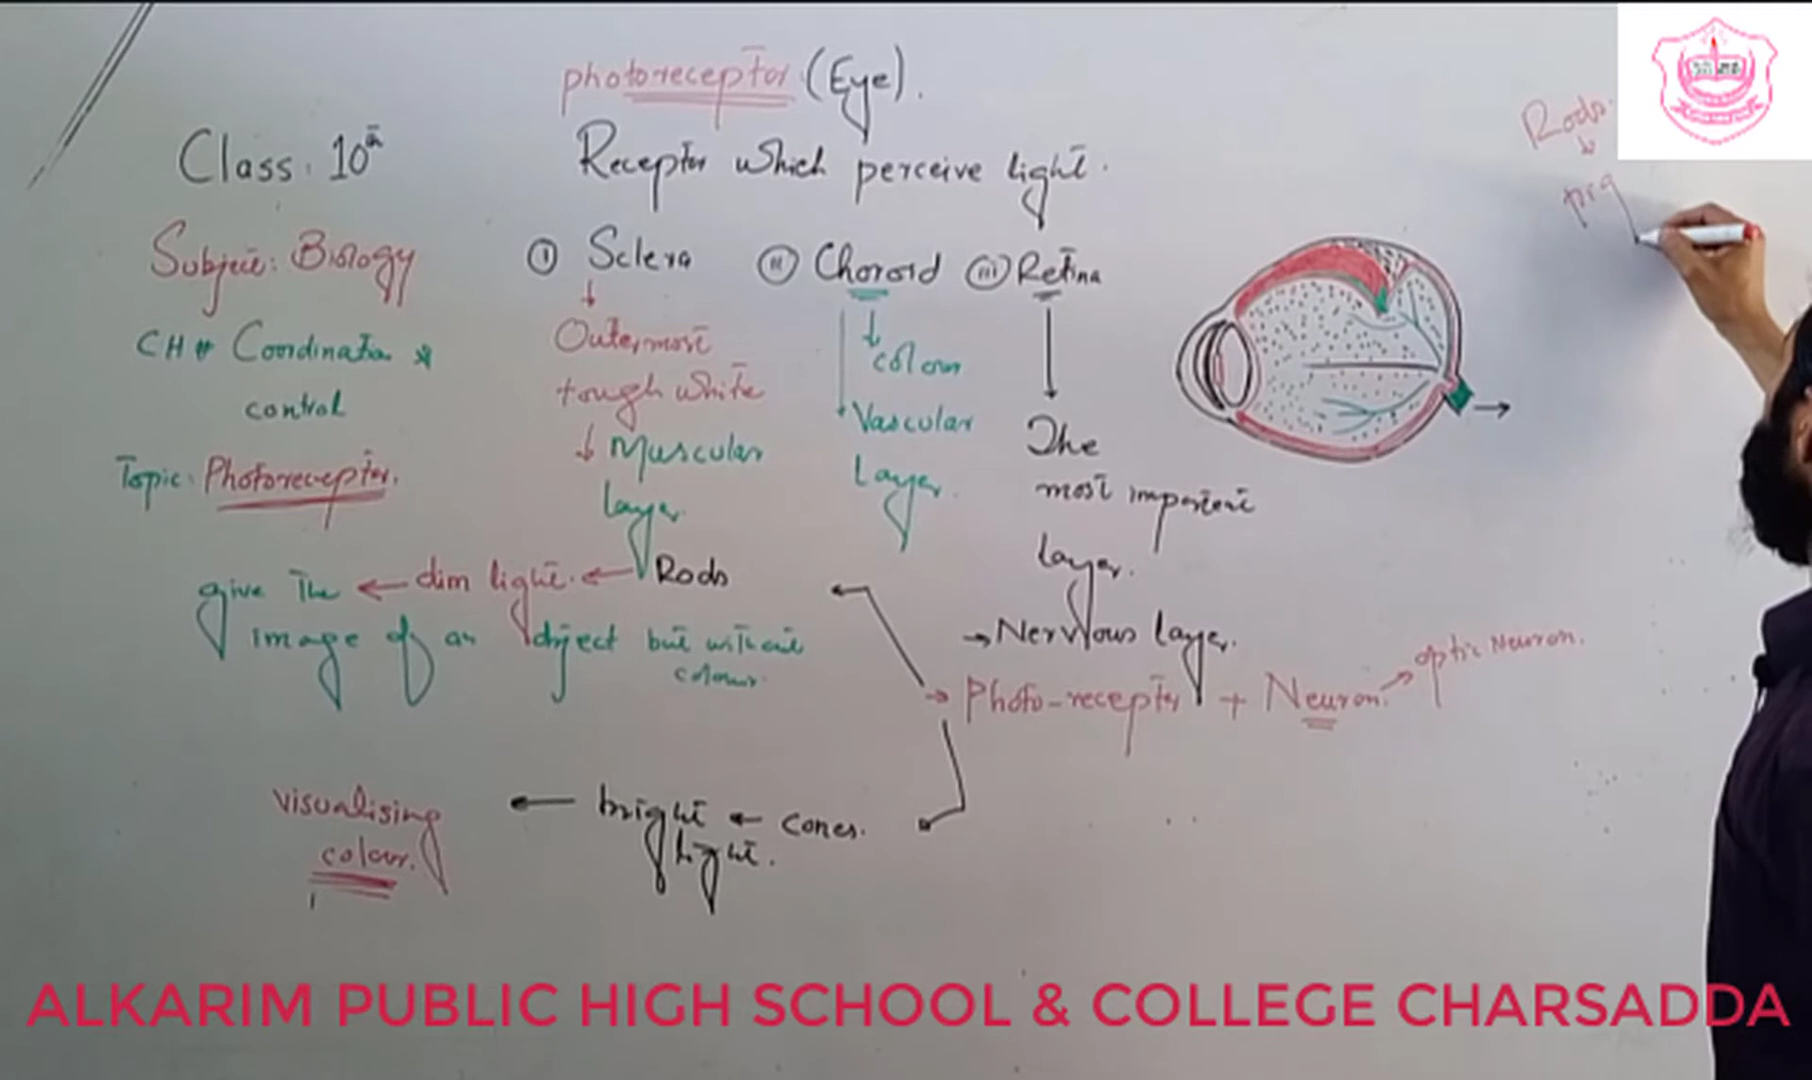 photoreceptor (Eye).
Class: 10th
Receptor which perceive light.
Subject: Biology
CH# Coordination &
control
Topic: Photoreceptor.
① Sclera
↓
Outermost
tough white
↓ Muscular
layer.
(ii) Choroid
↓ colour
Vascular
Layer.
(iii) Retina
The
most important
layer.
→ Nervous layer.
→ Photo-receptor + Neuron. → optic Neuron.
give the ← dim light. ← Rods
image of an object but without
colour.
visualising ← bright ← cones.
colour. light.
Rods.
↓
prg
ALKARIM PUBLIC HIGH SCHOOL & COLLEGE CHARSADDA